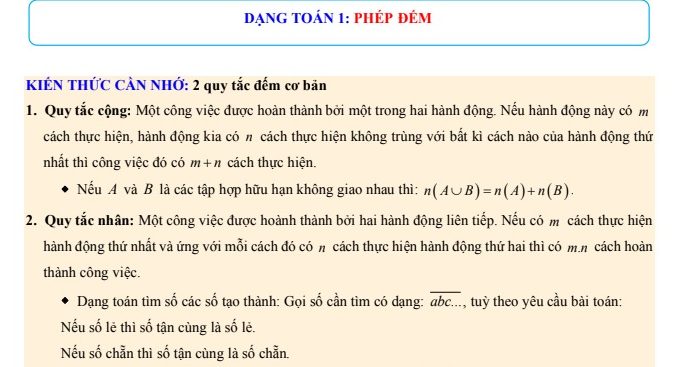 DẠNG TOÁN 1: PHÉP ĐẾM
KIẾN THỨC CẦN NHỚ: 2 quy tắc đếm cơ bản
1. Quy tắc cộng: Một công việc được hoàn thành bởi một trong hai hành động. Nếu hành động này có m
cách thực hiện, hành động kia có n cách thực hiện không trùng với bất kì cách nào của hành động thứ
nhất thì công việc đó có m+n cách thực hiện.
♦ Nếu A và B là các tập hợp hữu hạn không giao nhau thì: n(A∪B)=n(A)+n(B).
2. Quy tắc nhân: Một công việc được hoành thành bởi hai hành động liên tiếp. Nếu có m cách thực hiện
hành động thứ nhất và ứng với mỗi cách đó có n cách thực hiện hành động thứ hai thì có m.n cách hoàn
thành công việc.
♦ Dạng toán tìm số các số tạo thành: Gọi số cần tìm có dạng: \overline{abc...}, tuỳ theo yêu cầu bài toán:
Nếu số lẻ thì số tận cùng là số lẻ.
Nếu số chẵn thì số tận cùng là số chẵn.